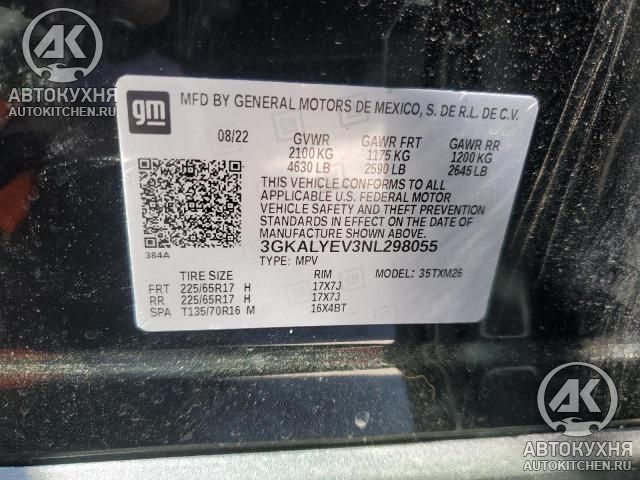 АВТОКУХНЯ
AUTOKITCHEN.RU
gm
MFD BY GENERAL MOTORS DE MEXICO, S. DE R.L. DE C.V.
08/22 GVWR GAWR FRT GAWR RR
2100 KG 1175 KG 1200 KG
4630 LB 2590 LB 2645 LB
THIS VEHICLE CONFORMS TO ALL
APPLICABLE U.S. FEDERAL MOTOR
VEHICLE SAFETY AND THEFT PREVENTION
STANDARDS IN EFFECT ON THE DATE OF
MANUFACTURE SHOWN ABOVE.
384A
3GKALYEV3NL298055
TYPE: MPV MODEL: 35TXM26
TIRE SIZE RIM
FRT 225/65R17 H 17X7J
RR 225/65R17 H 17X7J
SPA T135/70R16 M 16X4BT
АВТОКУХНЯ
AUTOKITCHEN.RU